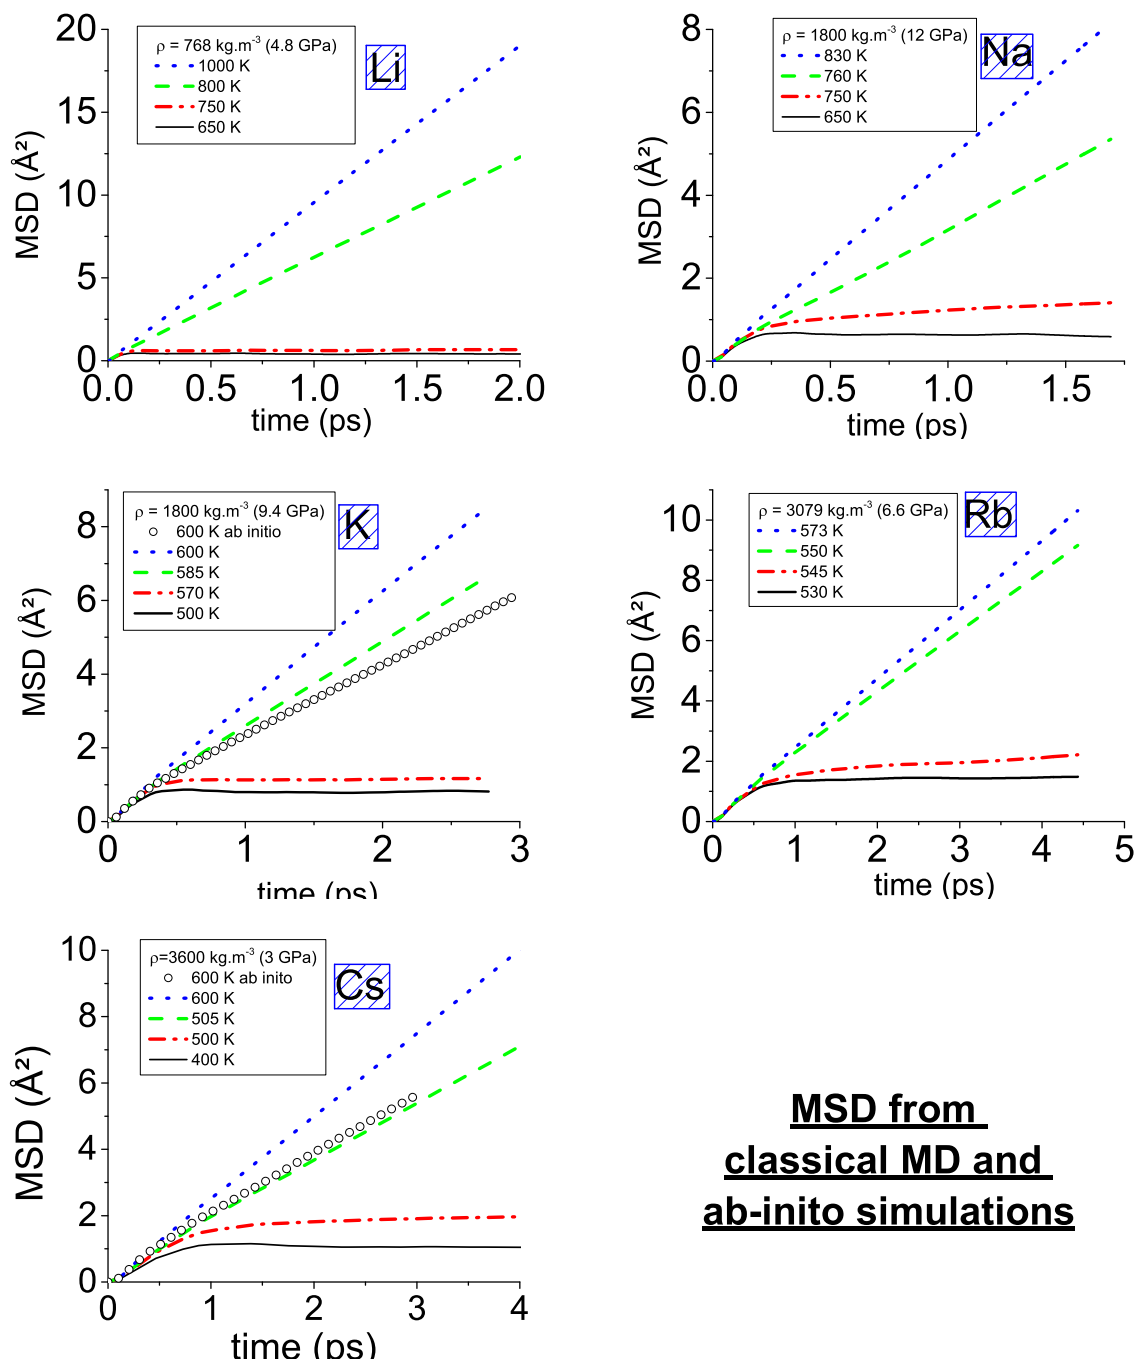 ρ = 768 kg.m⁻³ (4.8 GPa)
1000 K
800 K
750 K
650 K
Li
20
15
10
5
0
MSD (Å²)
0.0 0.5 1.0 1.5 2.0
time (ps)
ρ = 1800 kg.m⁻³ (12 GPa)
830 K
760 K
750 K
650 K
Na
8
6
4
2
0
MSD (Å²)
0.0 0.5 1.0 1.5
time (ps)
ρ = 1800 kg.m⁻³ (9.4 GPa)
600 K ab initio
600 K
585 K
570 K
500 K
K
8
6
4
2
0
MSD (Å²)
0 1 2 3
time (ps)
ρ = 3079 kg.m⁻³ (6.6 GPa)
573 K
550 K
545 K
530 K
Rb
10
8
6
4
2
0
MSD (Å²)
0 1 2 3 4 5
time (ps)
ρ=3600 kg.m⁻³ (3 GPa)
600 K ab inito
600 K
505 K
500 K
400 K
Cs
10
8
6
4
2
0
MSD (Å²)
0 1 2 3 4
time (ps)
MSD from
classical MD and
ab-inito simulations